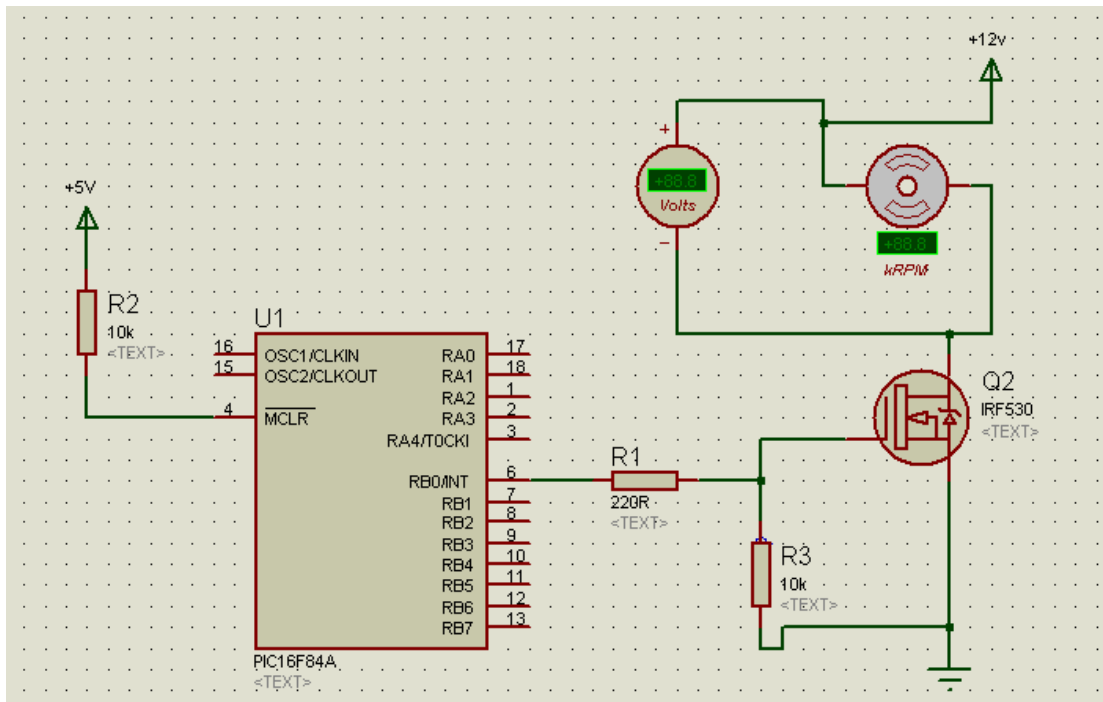 +12v
+
+88.8
Volts
−
+88.8
kRPM
+5V
R2
10k
<TEXT>
U1
16
OSC1/CLKIN
15
OSC2/CLKOUT
4
MCLR
RA0
17
RA1
18
RA2
1
RA3
2
RA4/T0CKI
3
RB0/INT
6
RB1
7
RB2
8
RB3
9
RB4
10
RB5
11
RB6
12
RB7
13
PIC16F84A
<TEXT>
R1
220R
<TEXT>
Q2
IRF530
<TEXT>
R3
10k
<TEXT>